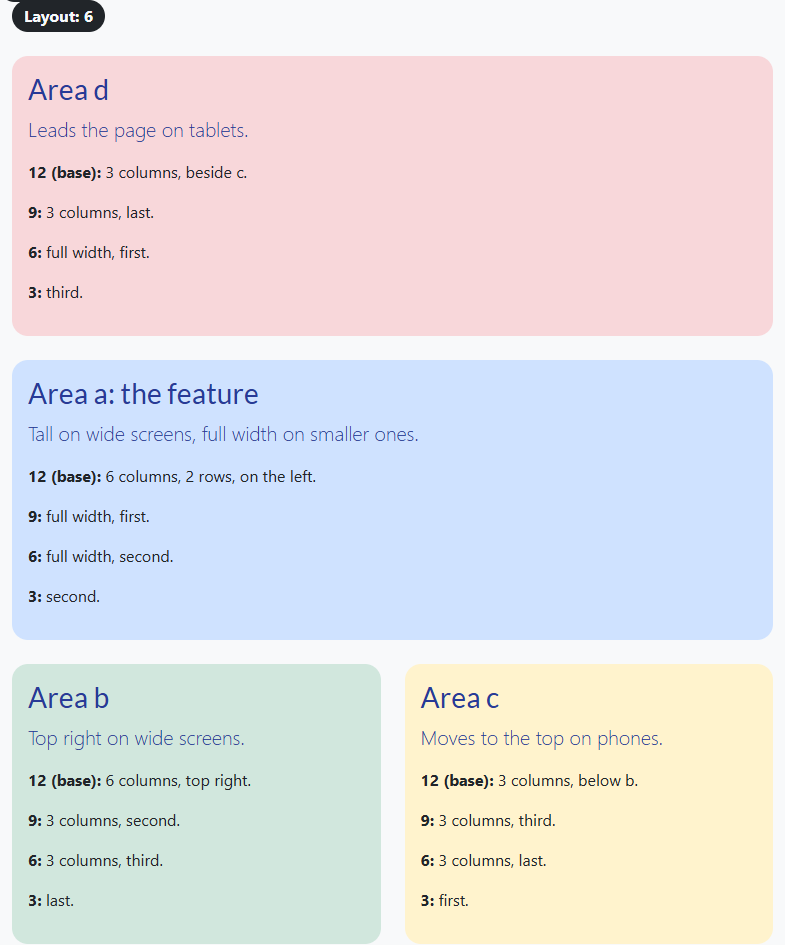 Layout: 6
Area d
Leads the page on tablets.
12 (base): 3 columns, beside c.
9: 3 columns, last.
6: full width, first.
3: third.
Area a: the feature
Tall on wide screens, full width on smaller ones.
12 (base): 6 columns, 2 rows, on the left.
9: full width, first.
6: full width, second.
3: second.
Area b
Top right on wide screens.
12 (base): 6 columns, top right.
9: 3 columns, second.
6: 3 columns, third.
3: last.
Area c
Moves to the top on phones.
12 (base): 3 columns, below b.
9: 3 columns, third.
6: 3 columns, last.
3: first.